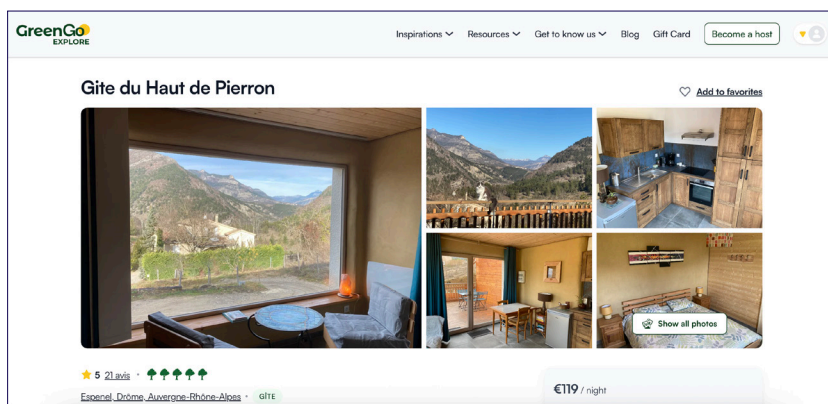 GreenGo
EXPLORE
Inspirations Resources Get to know us Blog Gift Card Become a host
Gite du Haut de Pierron
Add to favorites
Show all photos
5 21 avis ·
€119 / night
Espenel, Drôme, Auvergne-Rhône-Alpes · GÎTE